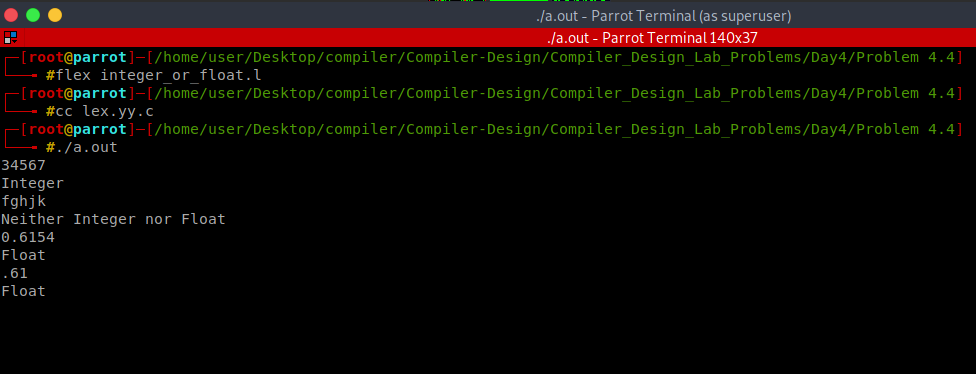 ./a.out - Parrot Terminal (as superuser)
./a.out - Parrot Terminal 140x37
┌─[root@parrot]─[/home/user/Desktop/compiler/Compiler-Design/Compiler_Design_Lab_Problems/Day4/Problem 4.4]
└──╼ #flex integer_or_float.l
┌─[root@parrot]─[/home/user/Desktop/compiler/Compiler-Design/Compiler_Design_Lab_Problems/Day4/Problem 4.4]
└──╼ #cc lex.yy.c
┌─[root@parrot]─[/home/user/Desktop/compiler/Compiler-Design/Compiler_Design_Lab_Problems/Day4/Problem 4.4]
└──╼ #./a.out
34567
Integer
fghjk
Neither Integer nor Float
0.6154
Float
.61
Float